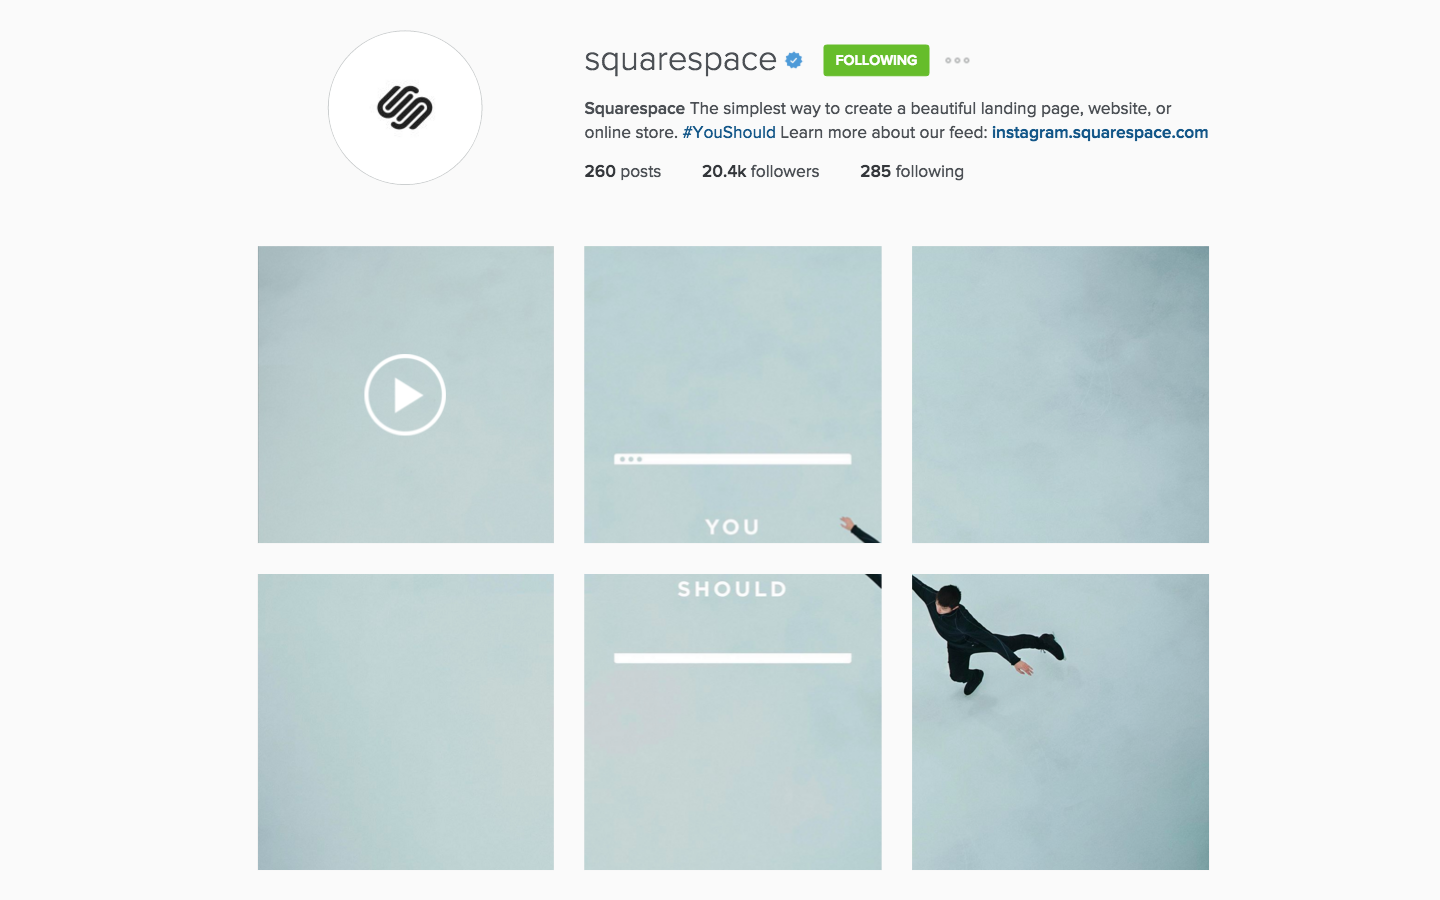 squarespace FOLLOWING
Squarespace The simplest way to create a beautiful landing page, website, or
online store. #YouShould Learn more about our feed: instagram.squarespace.com
260 posts 20.4k followers 285 following
YOU
SHOULD